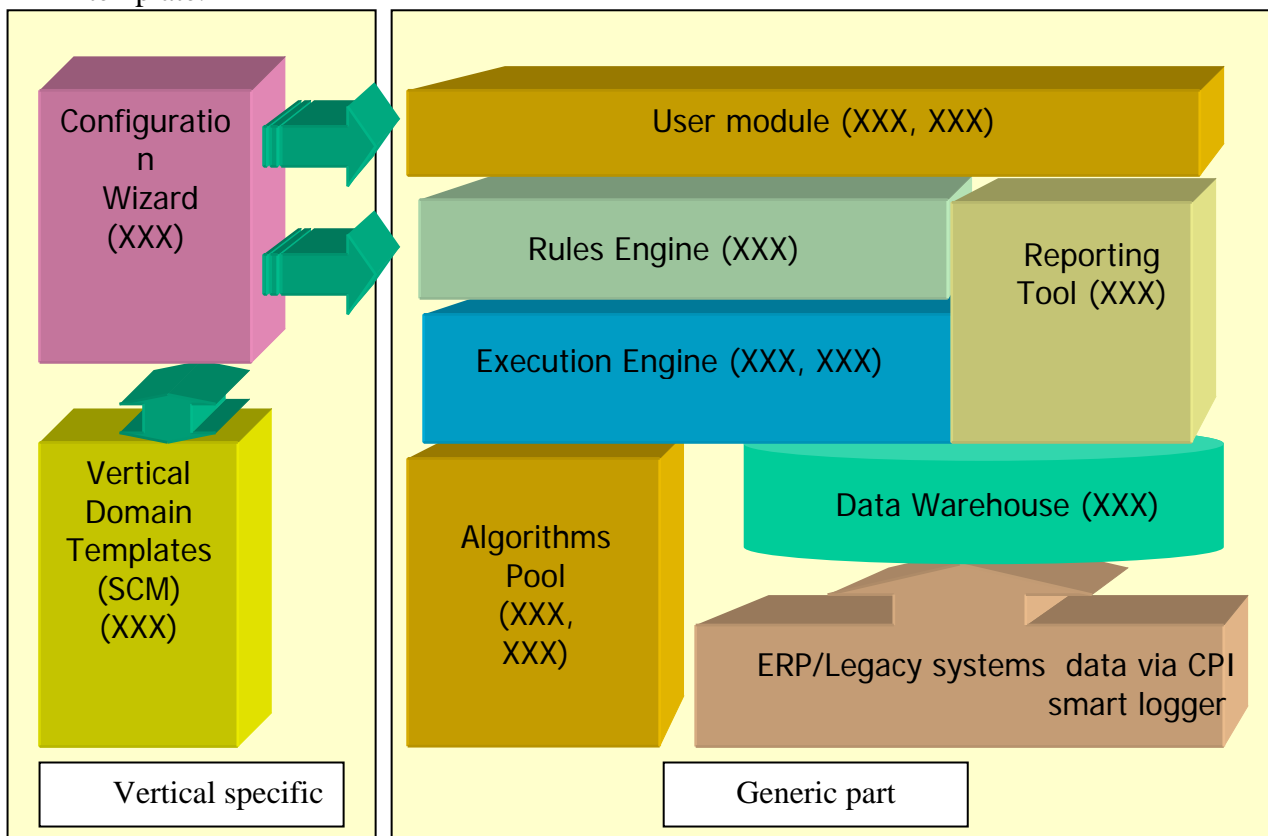 template.
Configuratio
n
Wizard
(XXX)
Vertical
Domain
Templates
(SCM)
(XXX)
Vertical specific
User module (XXX, XXX)
Rules Engine (XXX)
Reporting
Tool (XXX)
Execution Engine (XXX, XXX)
Algorithms
Pool
(XXX,
XXX)
Data Warehouse (XXX)
ERP/Legacy systems data via CPI
smart logger
Generic part